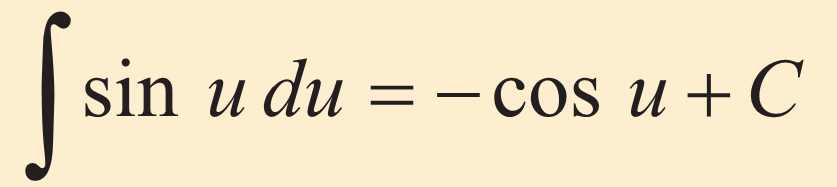 ∫ sin u du = −cos u + C